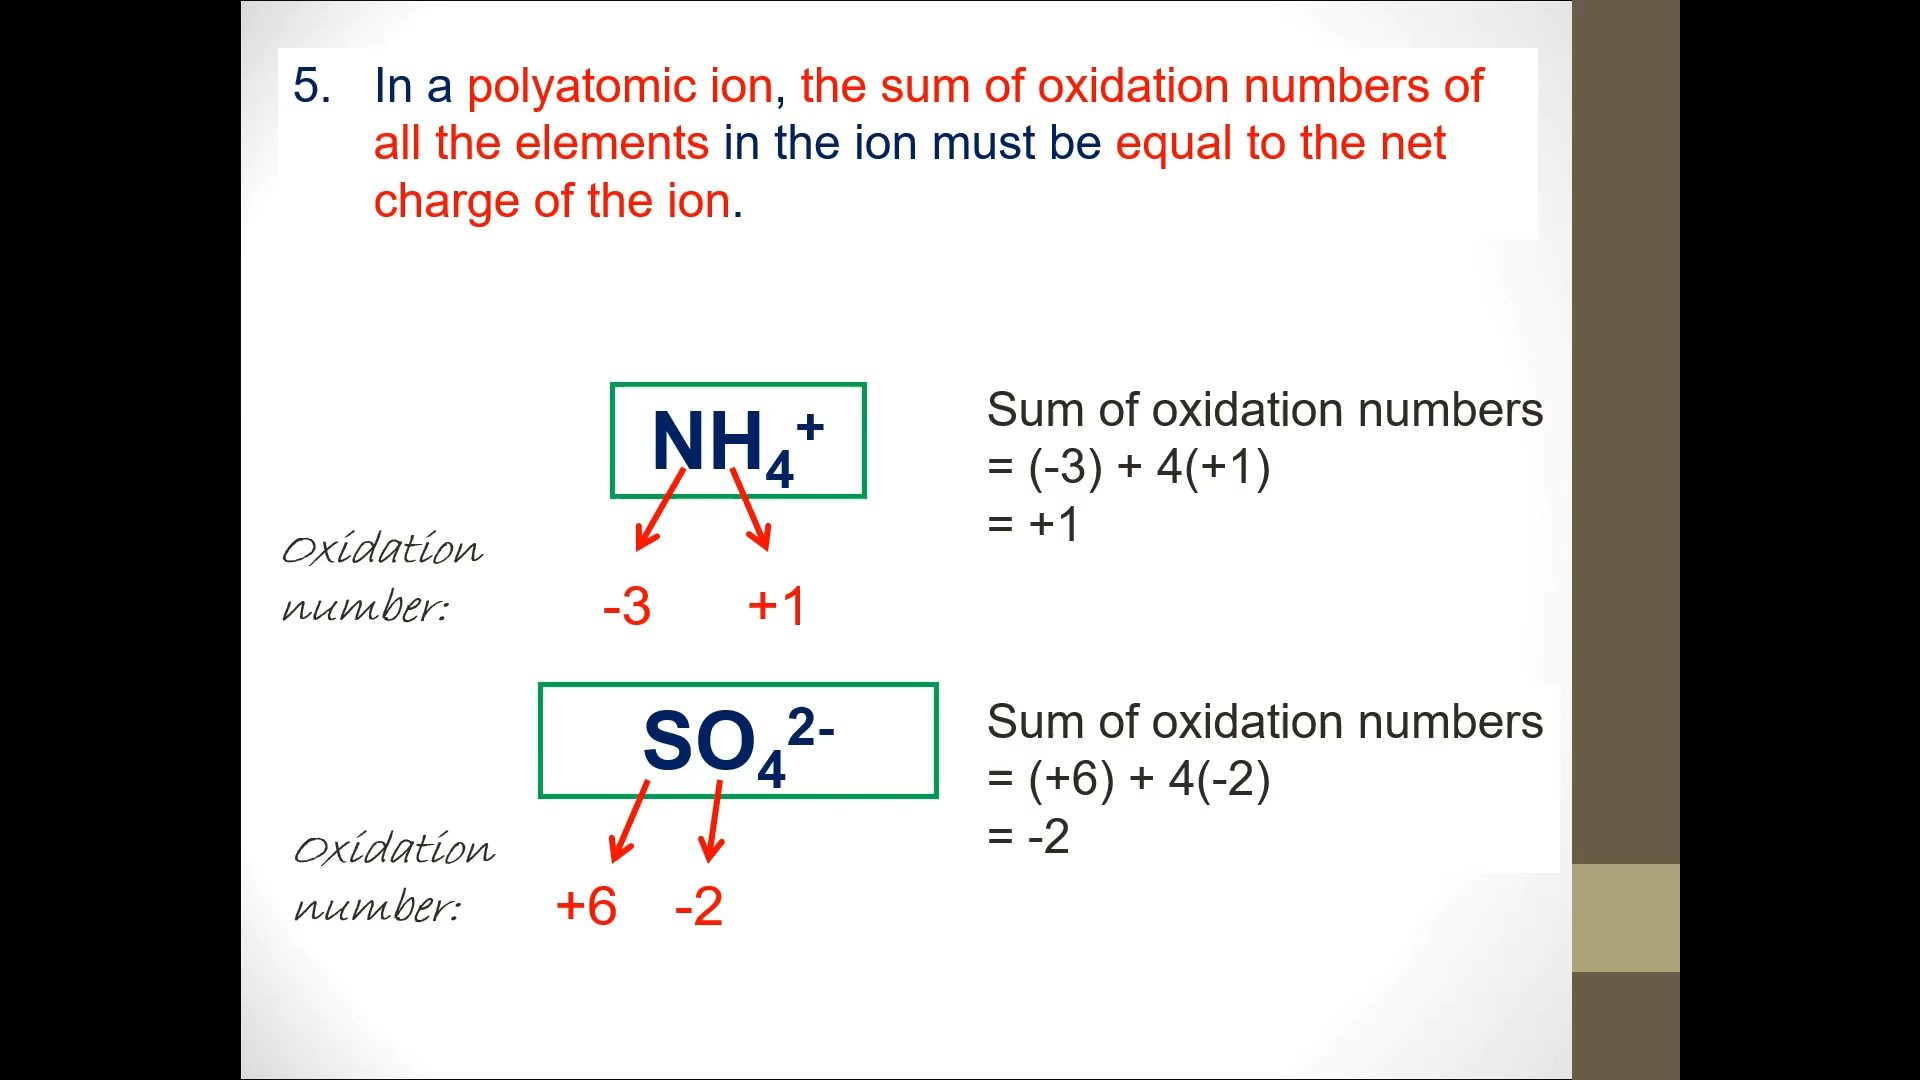 5. In a polyatomic ion, the sum of oxidation numbers of
all the elements in the ion must be equal to the net
charge of the ion.
NH₄⁺
Sum of oxidation numbers
= (-3) + 4(+1)
= +1
Oxidation
number:
-3 +1
SO₄²⁻
Sum of oxidation numbers
= (+6) + 4(-2)
= -2
Oxidation
number:
+6 -2